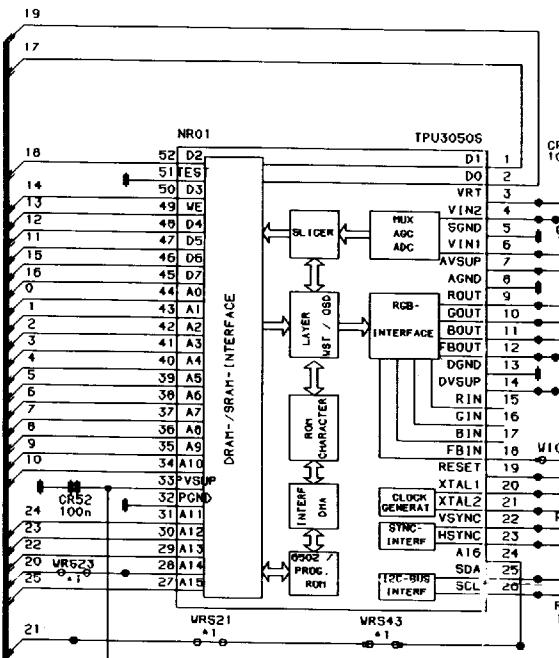 19
17
NR01 TPU3050S
CR
10
18 52 D2 D1 1
51 TEST D0 2
14 50 D3 VRT 3
13 49 WE VIN2 4
12 48 D4 SGND 5
11 47 D5 VIN1 6
15 46 D6 AVSUP 7
16 45 D7 AGND 8
0 44 A0 ROUT 9
1 43 A1 GOUT 10
2 42 A2 BOUT 11
3 41 A3 FBOUT 12
4 40 A4 DGND 13
5 39 A5 DVSUP 14
6 38 A6 RIN 15
7 37 A7 GIN 16
8 36 A8 BIN 17
9 35 A9 FBIN 18
10 34 A10 RESET 19
33 PVSUP XTAL1 20
32 PGND XTAL2 21
24 31 A11 VSYNC 22
23 30 A12 HSYNC 23
22 29 A13 A16 24
20 28 A14 SDA 25
25 27 A15 SCL 26
DRAM-/SRAM-INTERFACE
SLICER
MUX
AGC
ADC
LAYER
WST / OSD
RGB-
INTERFACE
ROM
CHARACTER
INTERF
DMA
6502 /
PROG.
ROM
CLOCK
GENERAT
SYNC-
INTERF
I2C-BUS
INTERF
CR52
100n
WRS23
*1
21
WRS21
*1
WRS43
*1